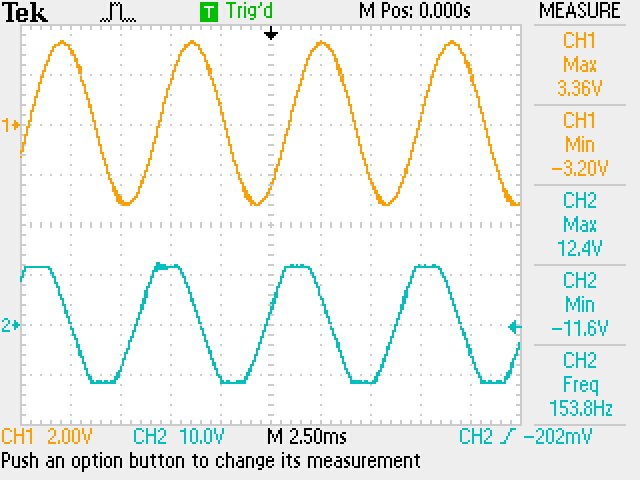 Tek T Trig'd M Pos: 0.000s MEASURE
CH1
Max
3.36V
1
CH1
Min
−3.20V
CH2
Max
12.4V
CH2
Min
−11.6V
2
CH2
Freq
153.8Hz
CH1 2.00V CH2 10.0V M 2.50ms CH2 −202mV
Push an option button to change its measurement